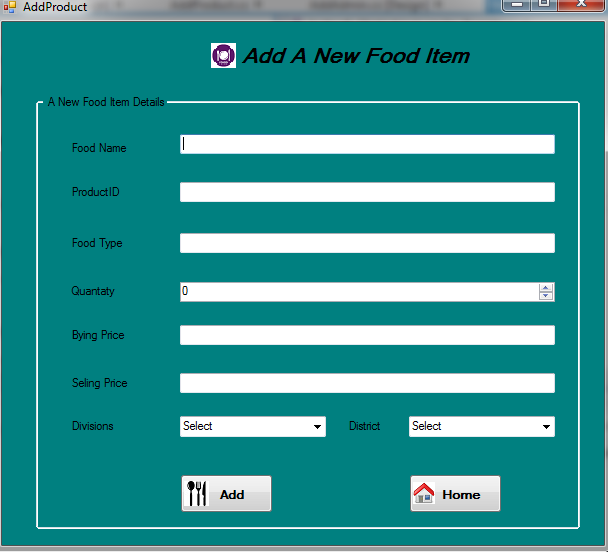 AddProduct
Add A New Food Item
A New Food Item Details
Food Name
ProductID
Food Type
Quantaty 0
Bying Price
Seling Price
Divisions Select District Select
Add Home